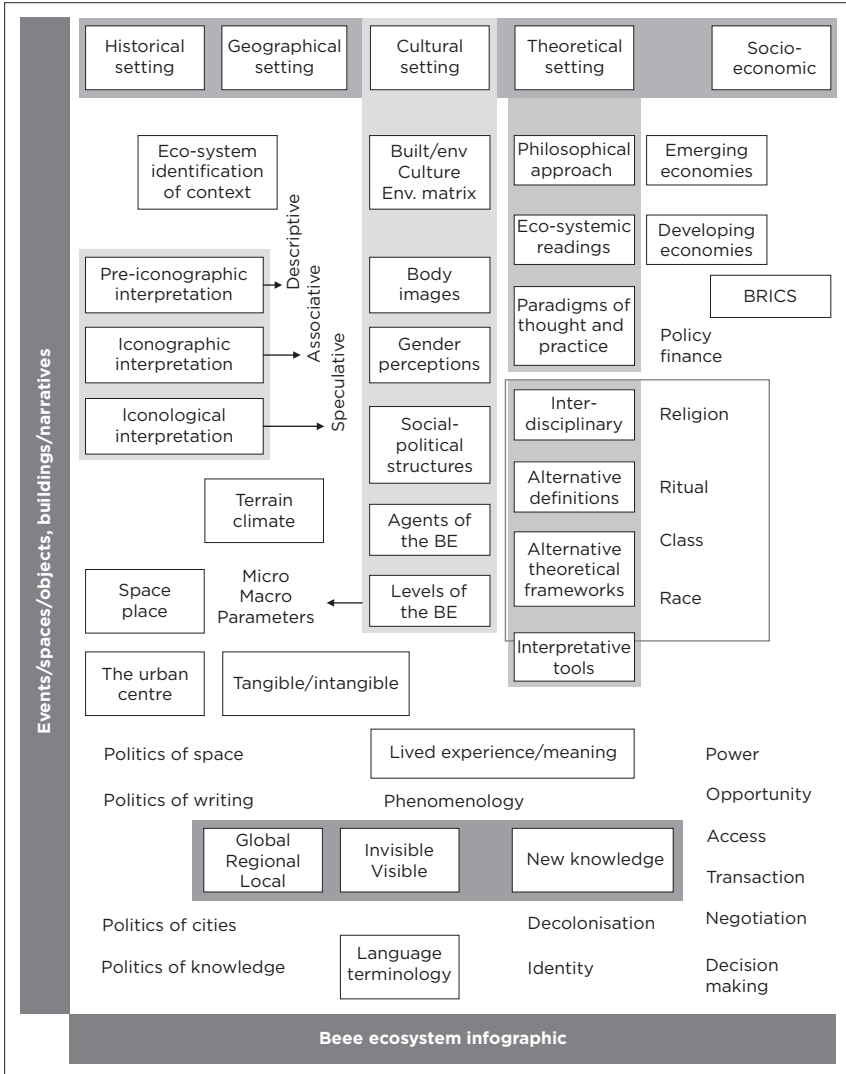 Historical
setting
Geographical
setting
Cultural
setting
Theoretical
setting
Socio-
economic
Eco-system
identification
of context
Built/env
Culture
Env. matrix
Philosophical
approach
Emerging
economies
Eco-systemic
readings
Developing
economies
Pre-iconographic
interpretation
Descriptive
Body
images
Paradigms of
thought and
practice
BRICS
Iconographic
interpretation
Associative
Gender
perceptions
Policy
finance
Iconological
interpretation
Speculative
Social-
political
structures
Inter-
disciplinary
Religion
Terrain
climate
Alternative
definitions
Ritual
Agents of
the BE
Alternative
theoretical
frameworks
Class
Space
place
Micro
Macro
Parameters
Levels of
the BE
Race
The urban
centre
Tangible/intangible
Interpretative
tools
Politics of space
Lived experience/meaning
Power
Politics of writing
Phenomenology
Opportunity
Global
Regional
Local
Invisible
Visible
New knowledge
Access
Transaction
Politics of cities
Decolonisation
Negotiation
Politics of knowledge
Language
terminology
Identity
Decision
making
Events/spaces/objects, buildings/narratives
Beee ecosystem infographic